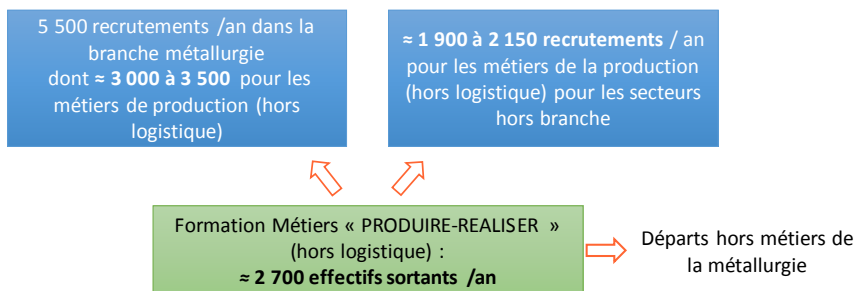 5 500 recrutements /an dans la
branche métallurgie
dont ≈ 3 000 à 3 500 pour les
métiers de production (hors
logistique)
≈ 1 900 à 2 150 recrutements / an
pour les métiers de la production
(hors logistique) pour les secteurs
hors branche
Formation Métiers « PRODUIRE-REALISER »
(hors logistique) :
≈ 2 700 effectifs sortants /an
Départs hors métiers de
la métallurgie